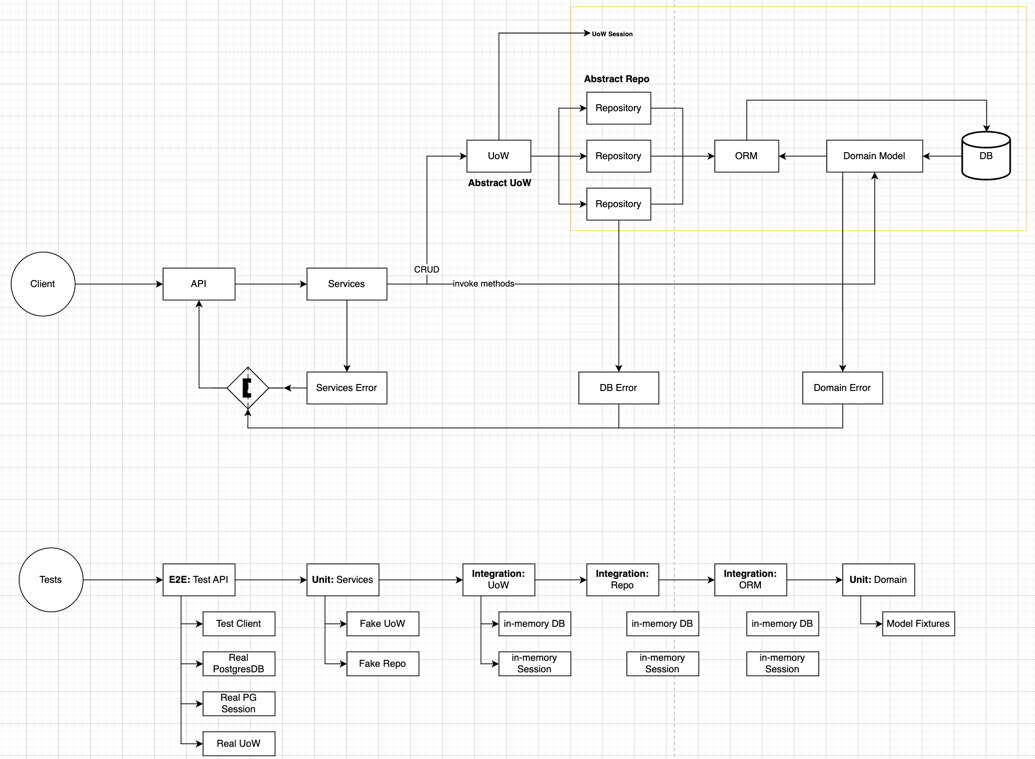 UoW Session
Abstract Repo
Repository
UoW
Repository
ORM
Domain Model
DB
Abstract UoW
Repository
CRUD
Client
API
Services
invoke methods
Services Error
DB Error
Domain Error
Tests
E2E: Test API
Unit: Services
Integration:
UoW
Integration:
Repo
Integration:
ORM
Unit: Domain
Test Client
Fake UoW
in-memory DB
in-memory DB
in-memory DB
Model Fixtures
Real
PostgresDB
Fake Repo
in-memory
Session
in-memory
Session
in-memory
Session
Real PG
Session
Real UoW